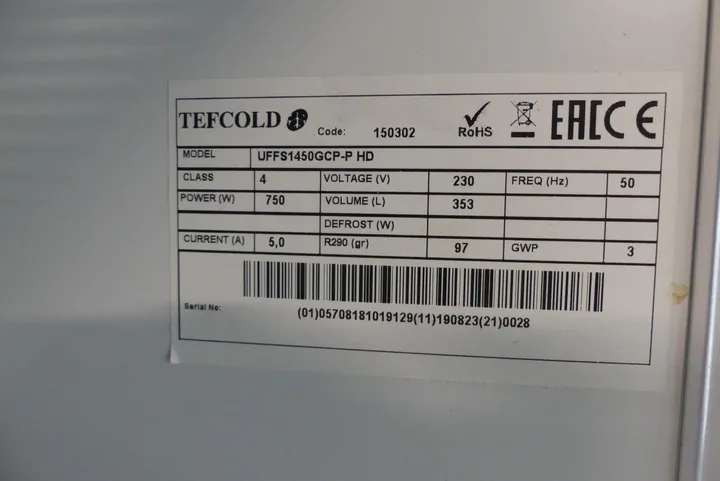 TEFCOLD
Code: 150302
RoHS
EAC CE
MODEL UFFS1450GCP-P HD
CLASS 4 VOLTAGE (V) 230 FREQ (Hz) 50
POWER (W) 750 VOLUME (L) 353
DEFROST (W)
CURRENT (A) 5,0 R290 (gr) 97 GWP 3
Serial No:
(01)05708181019129(11)190823(21)0028